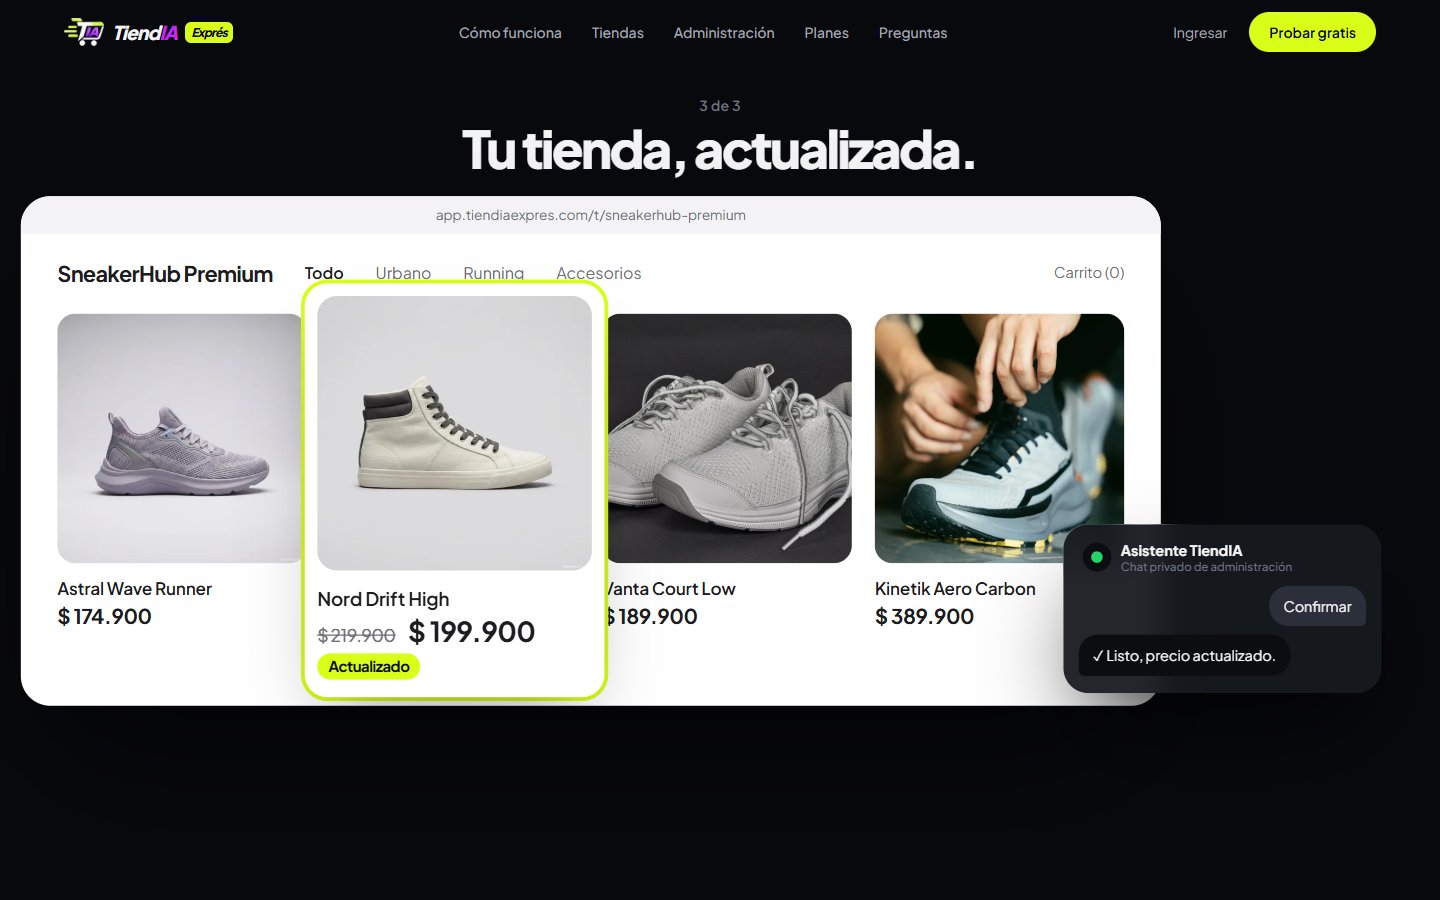 TIA TiendIA Exprés
Cómo funciona Tiendas Administración Planes Preguntas
Ingresar Probar gratis
3 de 3
Tu tienda, actualizada.
app.tiendiaexpres.com/t/sneakerhub-premium
SneakerHub Premium Todo Urbano Running Accesorios Carrito (0)
Astral Wave Runner
$ 174.900
Nord Drift High
$ 219.900 $ 199.900
Actualizado
Vanta Court Low
$ 189.900
Kinetik Aero Carbon
$ 389.900
Asistente TiendIA
Chat privado de administración
Confirmar
✓ Listo, precio actualizado.